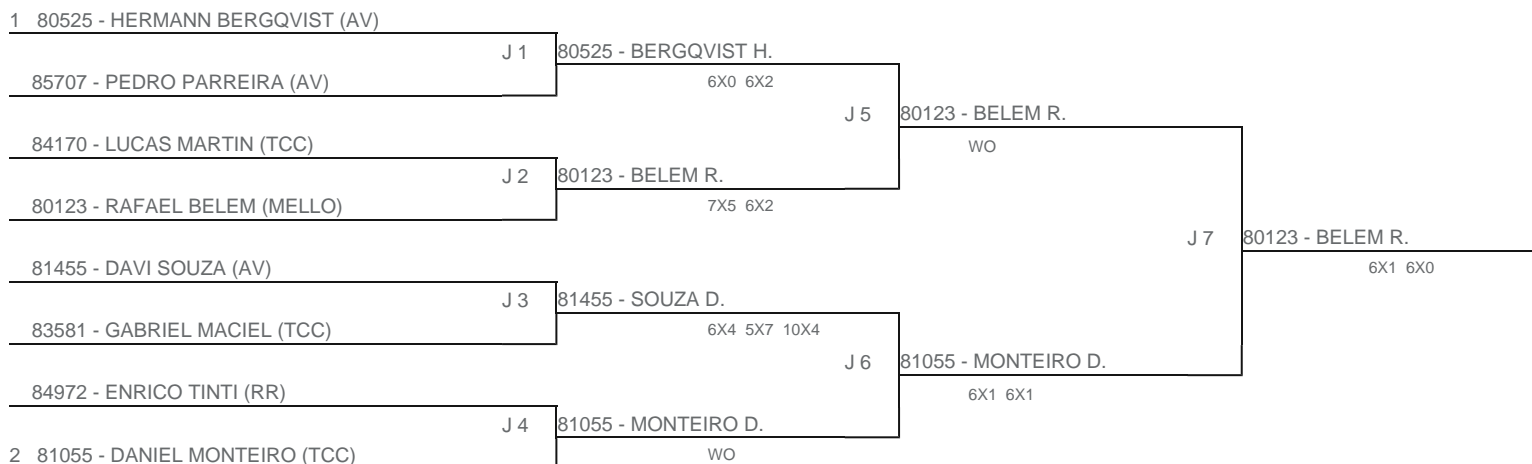 1 80525 - HERMANN BERGQVIST (AV)
J 1 80525 - BERGQVIST H.
85707 - PEDRO PARREIRA (AV) 6X0 6X2
J 5 80123 - BELEM R.
84170 - LUCAS MARTIN (TCC) WO
J 2 80123 - BELEM R.
80123 - RAFAEL BELEM (MELLO) 7X5 6X2
J 7 80123 - BELEM R.
81455 - DAVI SOUZA (AV) 6X1 6X0
J 3 81455 - SOUZA D.
83581 - GABRIEL MACIEL (TCC) 6X4 5X7 10X4
J 6 81055 - MONTEIRO D.
84972 - ENRICO TINTI (RR) 6X1 6X1
J 4 81055 - MONTEIRO D.
2 81055 - DANIEL MONTEIRO (TCC) WO